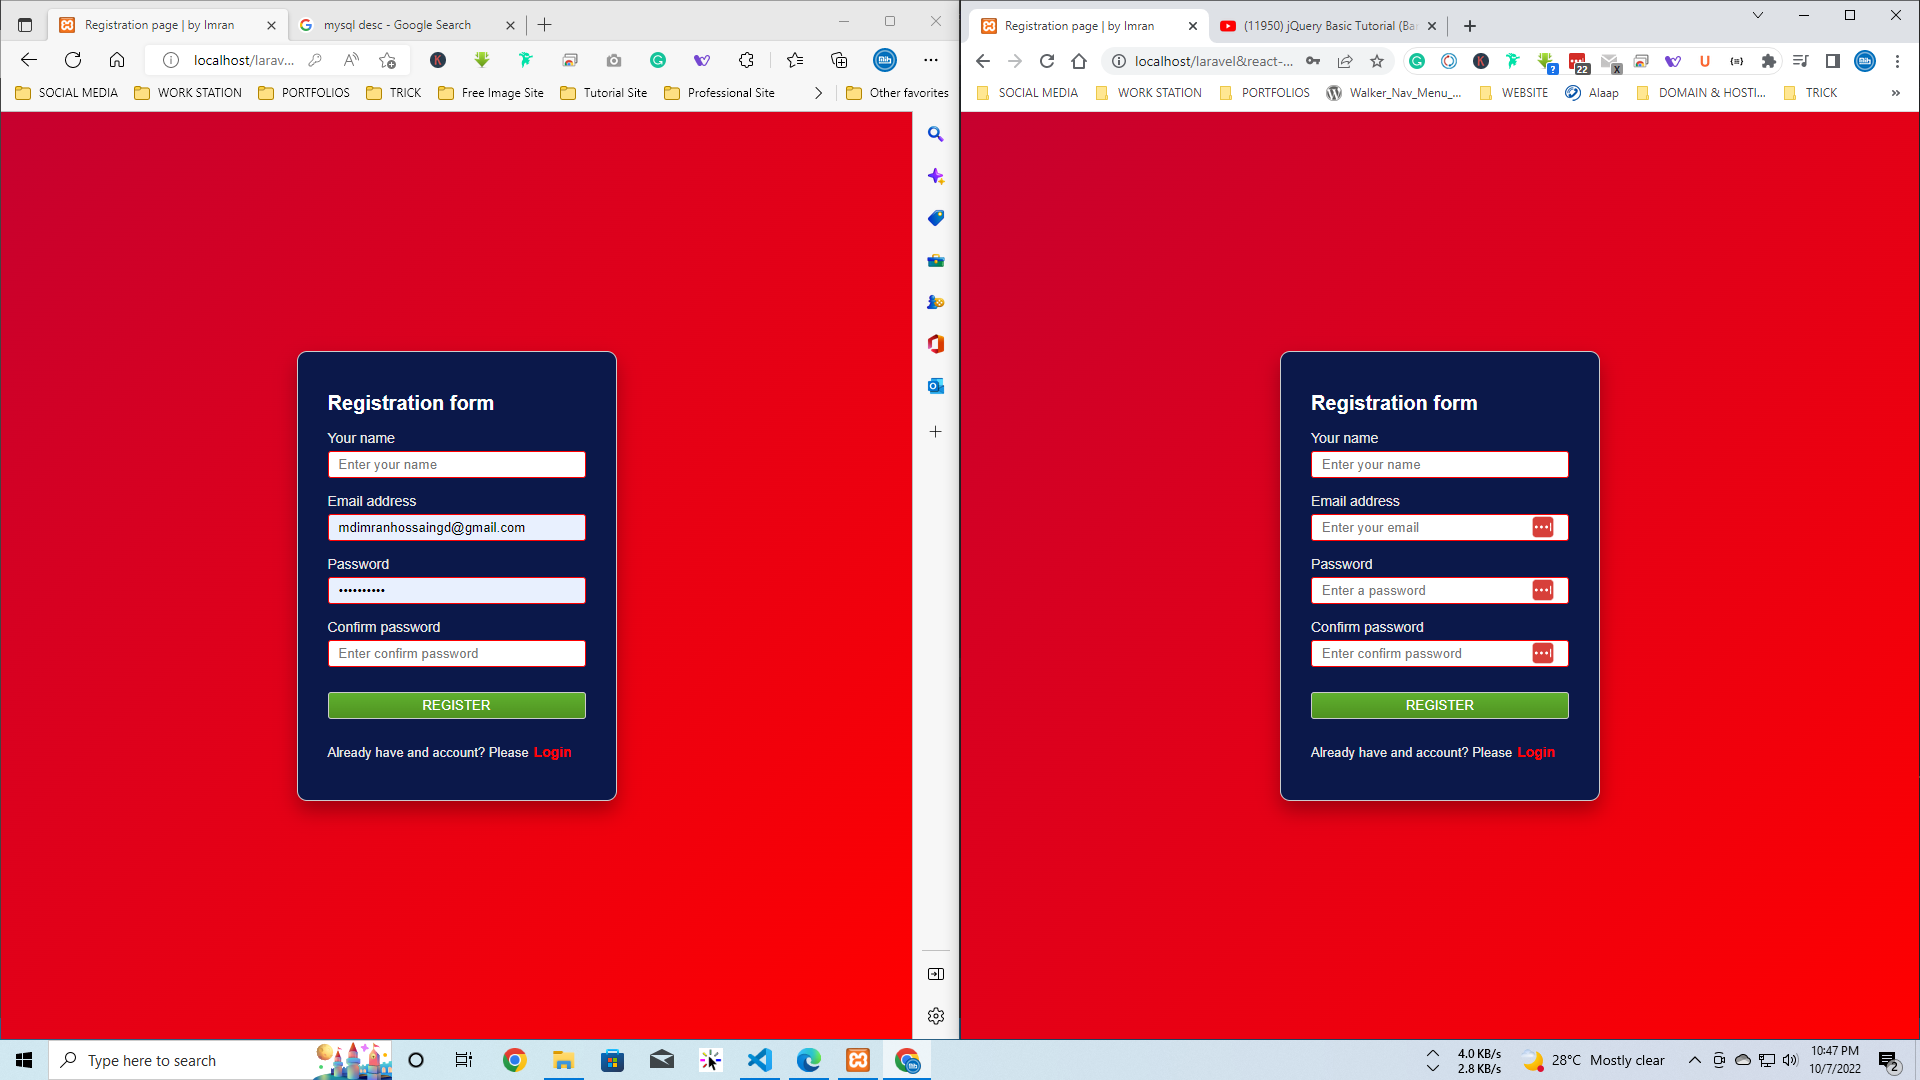 Registration page | by Imran
mysql desc - Google Search
localhost/larav...
SOCIAL MEDIA
WORK STATION
PORTFOLIOS
TRICK
Free Image Site
Tutorial Site
Professional Site
Other favorites
Registration form
Your name
Enter your name
Email address
mdimranhossaingd@gmail.com
Password
••••••••••
Confirm password
Enter confirm password
REGISTER
Already have and account? Please Login
Registration page | by Imran
(11950) jQuery Basic Tutorial (Ban
localhost/laravel&react-...
?
22
X
U
SOCIAL MEDIA
WORK STATION
PORTFOLIOS
Walker_Nav_Menu_...
WEBSITE
Alaap
DOMAIN & HOSTI...
TRICK
Registration form
Your name
Enter your name
Email address
Enter your email
Password
Enter a password
Confirm password
Enter confirm password
REGISTER
Already have and account? Please Login
Type here to search
4.0 KB/s
2.8 KB/s
28°C Mostly clear
10:47 PM
10/7/2022
2